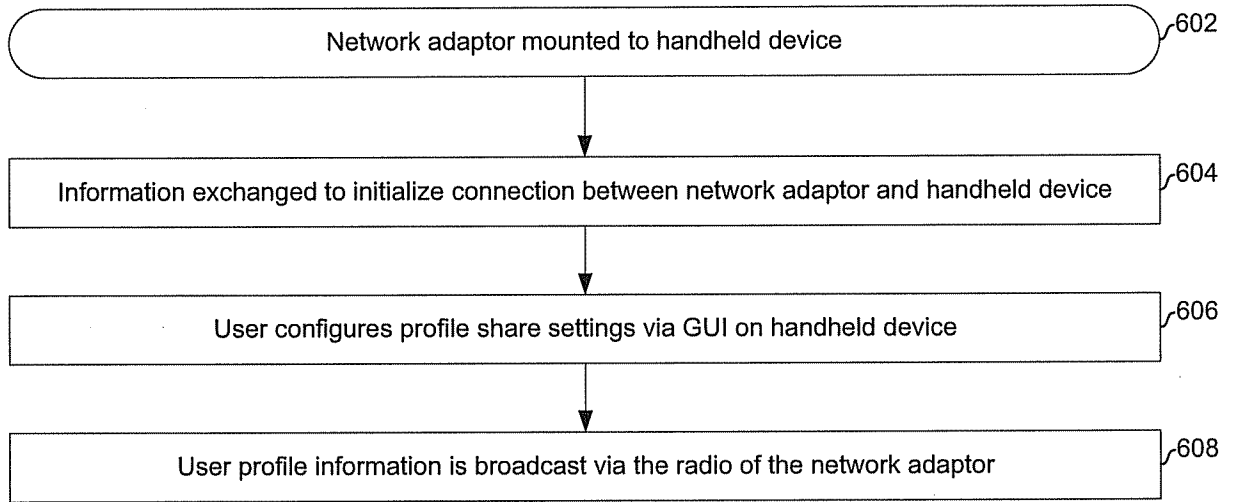 Network adaptor mounted to handheld device
602
Information exchanged to initialize connection between network adaptor and handheld device
604
User configures profile share settings via GUI on handheld device
606
User profile information is broadcast via the radio of the network adaptor
608